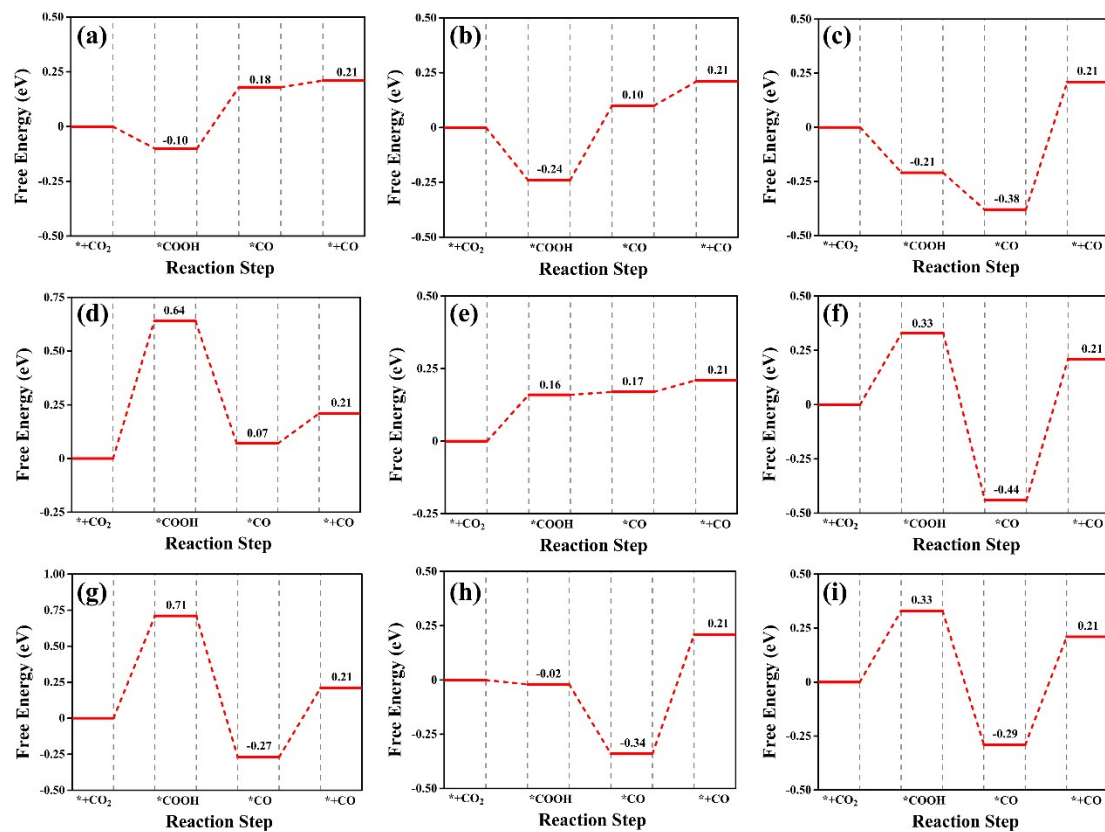 (a)
Free Energy (eV)
0.50
0.25
0
-0.25
-0.50
-0.10
0.18
0.21
*+CO₂ *COOH *CO *+CO
Reaction Step
(b)
Free Energy (eV)
0.50
0.25
0
-0.25
-0.50
-0.24
0.10
0.21
*+CO₂ *COOH *CO *+CO
Reaction Step
(c)
Free Energy (eV)
0.50
0.25
0
-0.25
-0.50
-0.21
-0.38
0.21
*+CO₂ *COOH *CO *+CO
Reaction Step
(d)
Free Energy (eV)
0.75
0.50
0.25
0
-0.25
0.64
0.07
0.21
*+CO₂ *COOH *CO *+CO
Reaction Step
(e)
Free Energy (eV)
0.50
0.25
0
-0.25
0.16
0.17
0.21
*+CO₂ *COOH *CO *+CO
Reaction Step
(f)
Free Energy (eV)
0.50
0.25
0
-0.25
-0.50
0.33
-0.44
0.21
*+CO₂ *COOH *CO *+CO
Reaction Step
(g)
Free Energy (eV)
1.00
0.75
0.50
0.25
0
-0.25
-0.50
0.71
-0.27
0.21
*+CO₂ *COOH *CO *+CO
Reaction Step
(h)
Free Energy (eV)
0.50
0.25
0
-0.25
-0.50
-0.02
-0.34
0.21
*+CO₂ *COOH *CO *+CO
Reaction Step
(i)
Free Energy (eV)
0.50
0.25
0
-0.25
-0.50
0.33
-0.29
0.21
*+CO₂ *COOH *CO *+CO
Reaction Step